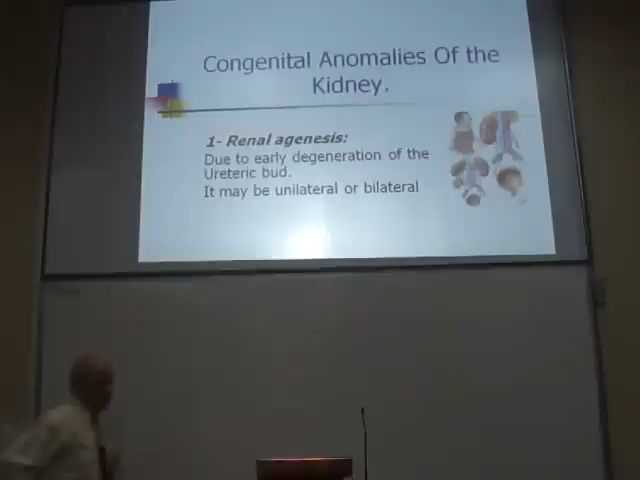 Congenital Anomalies Of the
Kidney.
1- Renal agenesis:
Due to early degeneration of the
Ureteric bud.
It may be unilateral or bilateral